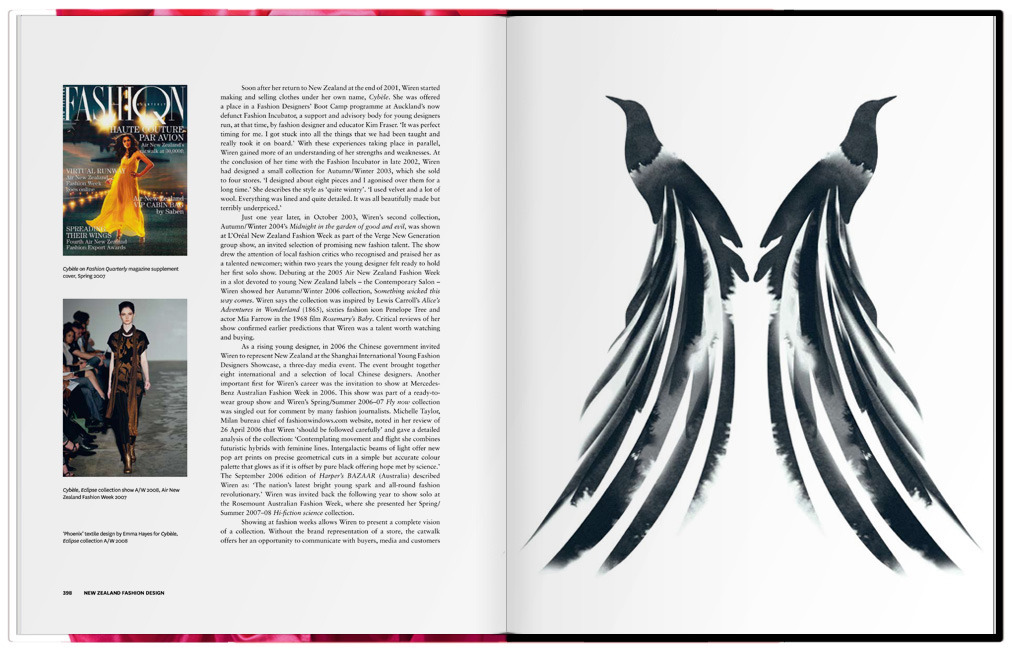 FASHION
HAUTE COUTURE
PAR AVION
Air New Zealand's
catwalk at 30,000ft
VIRTUAL RUNWAY
Air New Zealand
Fashion Week
goes online
Air New Zealand
VIP CABIN BAG
by Saben
SPREADING
THEIR WINGS
Fourth Air New Zealand
Fashion Export Awards
Cybèle on Fashion Quarterly magazine supplement
cover, Spring 2007
Cybèle, Eclipse collection show A/W 2008, Air New
Zealand Fashion Week 2007
'Phoenix' textile design by Emma Hayes for Cybèle,
Eclipse collection A/W 2008
Soon after her return to New Zealand at the end of 2001, Wiren started
making and selling clothes under her own name, Cybèle. She was offered
a place in a Fashion Designers' Boot Camp programme at Auckland's now
defunct Fashion Incubator, a support and advisory body for young designers
run, at that time, by fashion designer and educator Kim Fraser. 'It was perfect
timing for me. I got stuck into all the things that we had been taught and
really took it on board.' With these experiences taking place in parallel,
Wiren gained more of an understanding of her strengths and weaknesses. At
the conclusion of her time with the Fashion Incubator in late 2002, Wiren
had designed a small collection for Autumn/Winter 2003, which she sold
to four stores. 'I designed about eight pieces and I agonised over them for a
long time.' She describes the style as 'quite wintry'. 'I used velvet and a lot of
wool. Everything was lined and quite detailed. It was all beautifully made but
terribly underpriced.'
Just one year later, in October 2003, Wiren's second collection,
Autumn/Winter 2004's Midnight in the garden of good and evil, was shown
at L'Oréal New Zealand Fashion Week as part of the Verge New Generation
group show, an invited selection of promising new fashion talent. The show
drew the attention of local fashion critics who recognised and praised her as
a talented newcomer; within two years the young designer felt ready to hold
her first solo show. Debuting at the 2005 Air New Zealand Fashion Week
in a slot devoted to young New Zealand labels – the Contemporary Salon –
Wiren showed her Autumn/Winter 2006 collection, Something wicked this
way comes. Wiren says the collection was inspired by Lewis Carroll's Alice's
Adventures in Wonderland (1865), sixties fashion icon Penelope Tree and
actor Mia Farrow in the 1968 film Rosemary's Baby. Critical reviews of her
show confirmed earlier predictions that Wiren was a talent worth watching
and buying.
As a rising young designer, in 2006 the Chinese government invited
Wiren to represent New Zealand at the Shanghai International Young Fashion
Designers Showcase, a three-day media event. The event brought together
eight international and a selection of local Chinese designers. Another
important first for Wiren's career was the invitation to show at Mercedes-
Benz Australian Fashion Week in 2006. This show was part of a ready-to-
wear group show and Wiren's Spring/Summer 2006–07 Fly now collection
was singled out for comment by many fashion journalists. Michelle Taylor,
Milan bureau chief of fashionwindows.com website, noted in her review of
26 April 2006 that Wiren 'should be followed carefully' and gave a detailed
analysis of the collection: 'Contemplating movement and flight she combines
futuristic hybrids with feminine lines. Intergalactic beams of light offer new
pop art prints on precise geometrical cuts in a simple but accurate colour
palette that glows as if it is offset by pure black offering hope met by science.'
The September 2006 edition of Harper's BAZAAR (Australia) described
Wiren as: 'The nation's latest bright young spark and all-round fashion
revolutionary.' Wiren was invited back the following year to show solo at
the Rosemount Australian Fashion Week, where she presented her Spring/
Summer 2007–08 Hi-fiction science collection.
Showing at fashion weeks allows Wiren to present a complete vision
of a collection. Without the brand representation of a store, the catwalk
offers her an opportunity to communicate with buyers, media and customers
398 NEW ZEALAND FASHION DESIGN